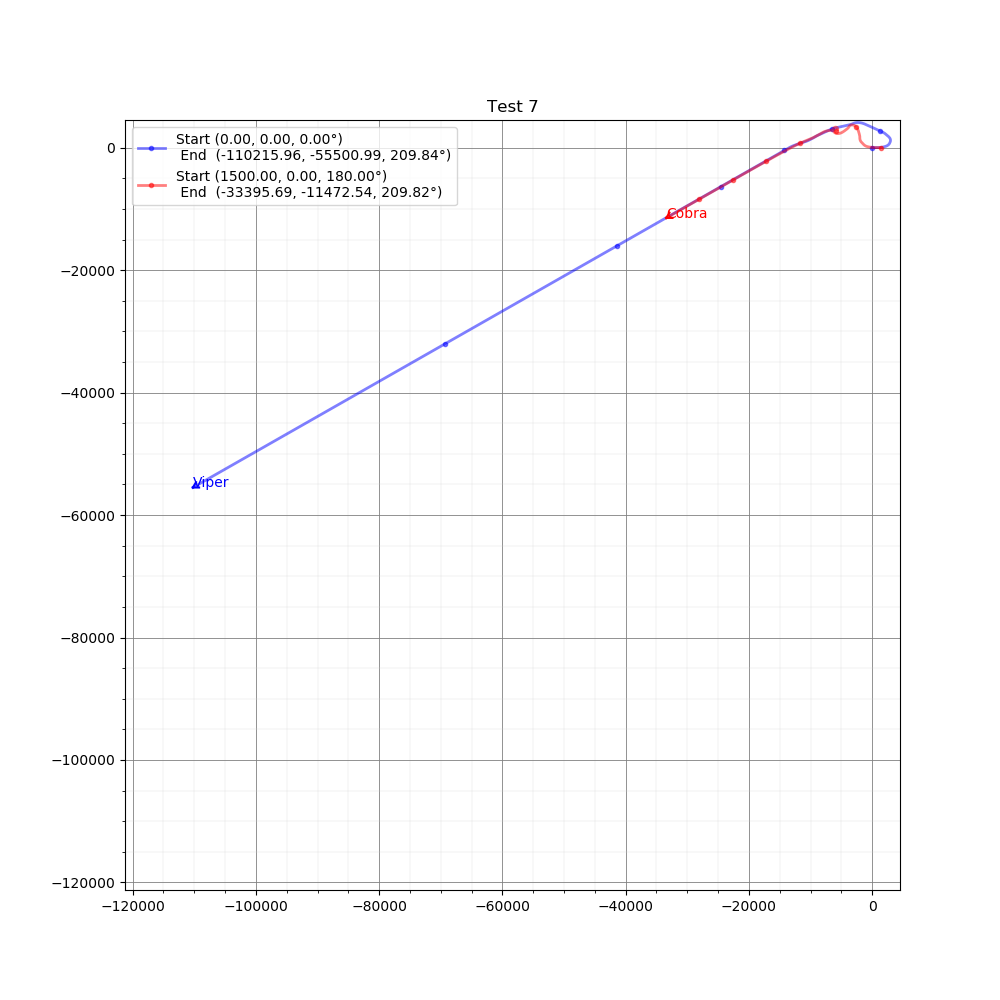 Test 7
Start (0.00, 0.00, 0.00°)
End  (-110215.96, -55500.99, 209.84°)
Start (1500.00, 0.00, 180.00°)
End  (-33395.69, -11472.54, 209.82°)
0
−20000
−40000
−60000
−80000
−100000
−120000
Cobra
Viper
−120000 −100000 −80000 −60000 −40000 −20000 0